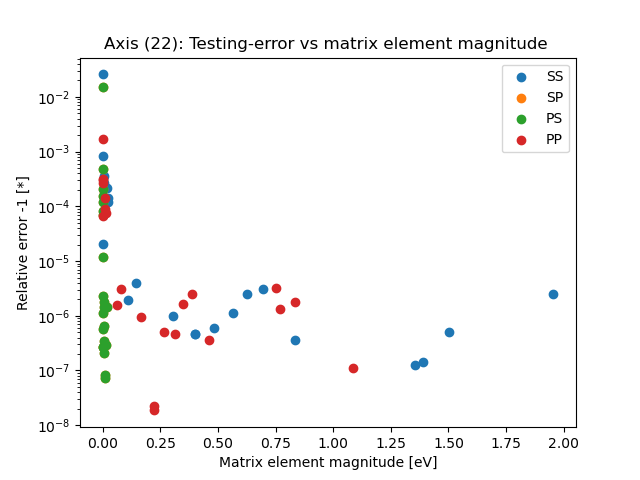 Axis (22): Testing-error vs matrix element magnitude
Relative error -1 [*]
10⁻²
10⁻³
10⁻⁴
10⁻⁵
10⁻⁶
10⁻⁷
10⁻⁸
SS
SP
PS
PP
0.00 0.25 0.50 0.75 1.00 1.25 1.50 1.75 2.00
Matrix element magnitude [eV]